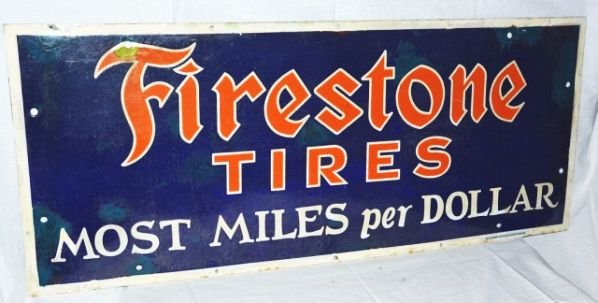 Firestone
TIRES
MOST MILES per DOLLAR